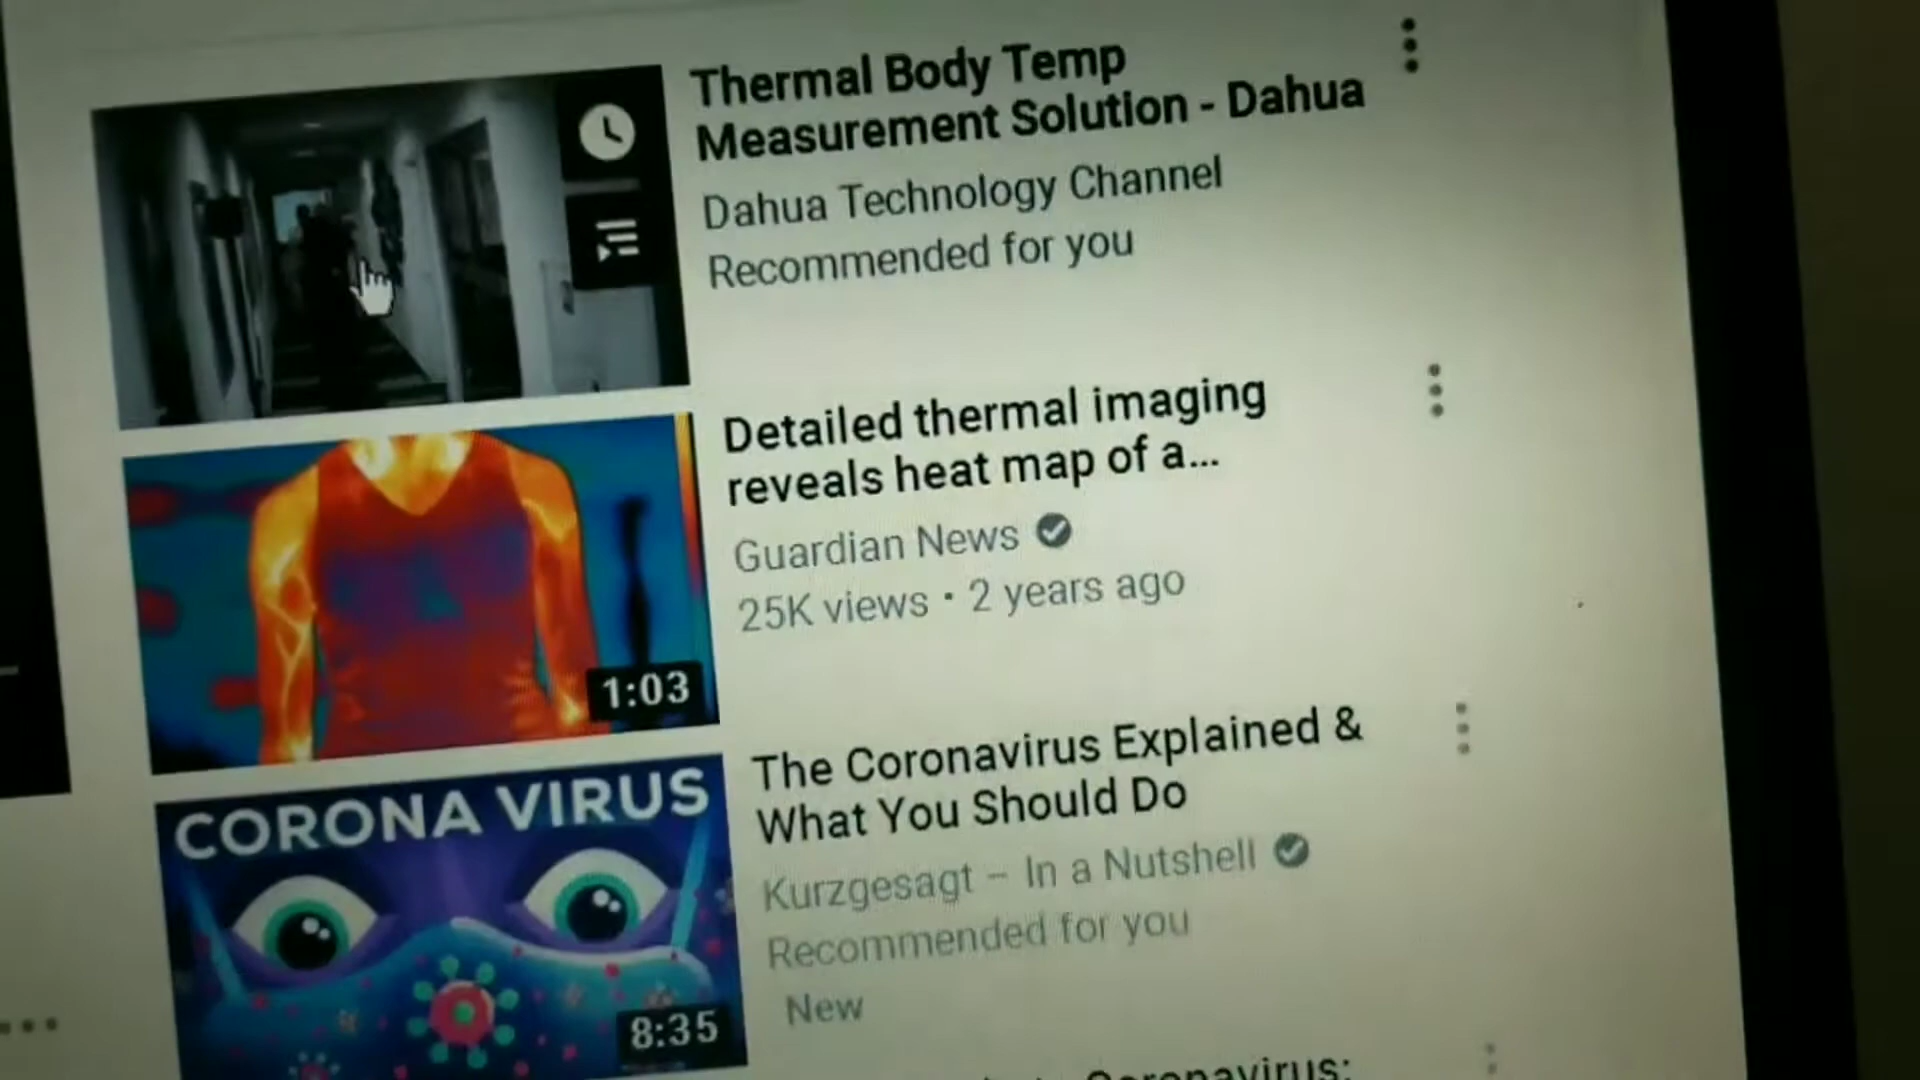 Thermal Body Temp
Measurement Solution - Dahua
Dahua Technology Channel
Recommended for you
Detailed thermal imaging
reveals heat map of a...
Guardian News
25K views • 2 years ago
1:03
The Coronavirus Explained &
What You Should Do
Kurzgesagt – In a Nutshell
Recommended for you
New
CORONA VIRUS
8:35
Coronavirus: